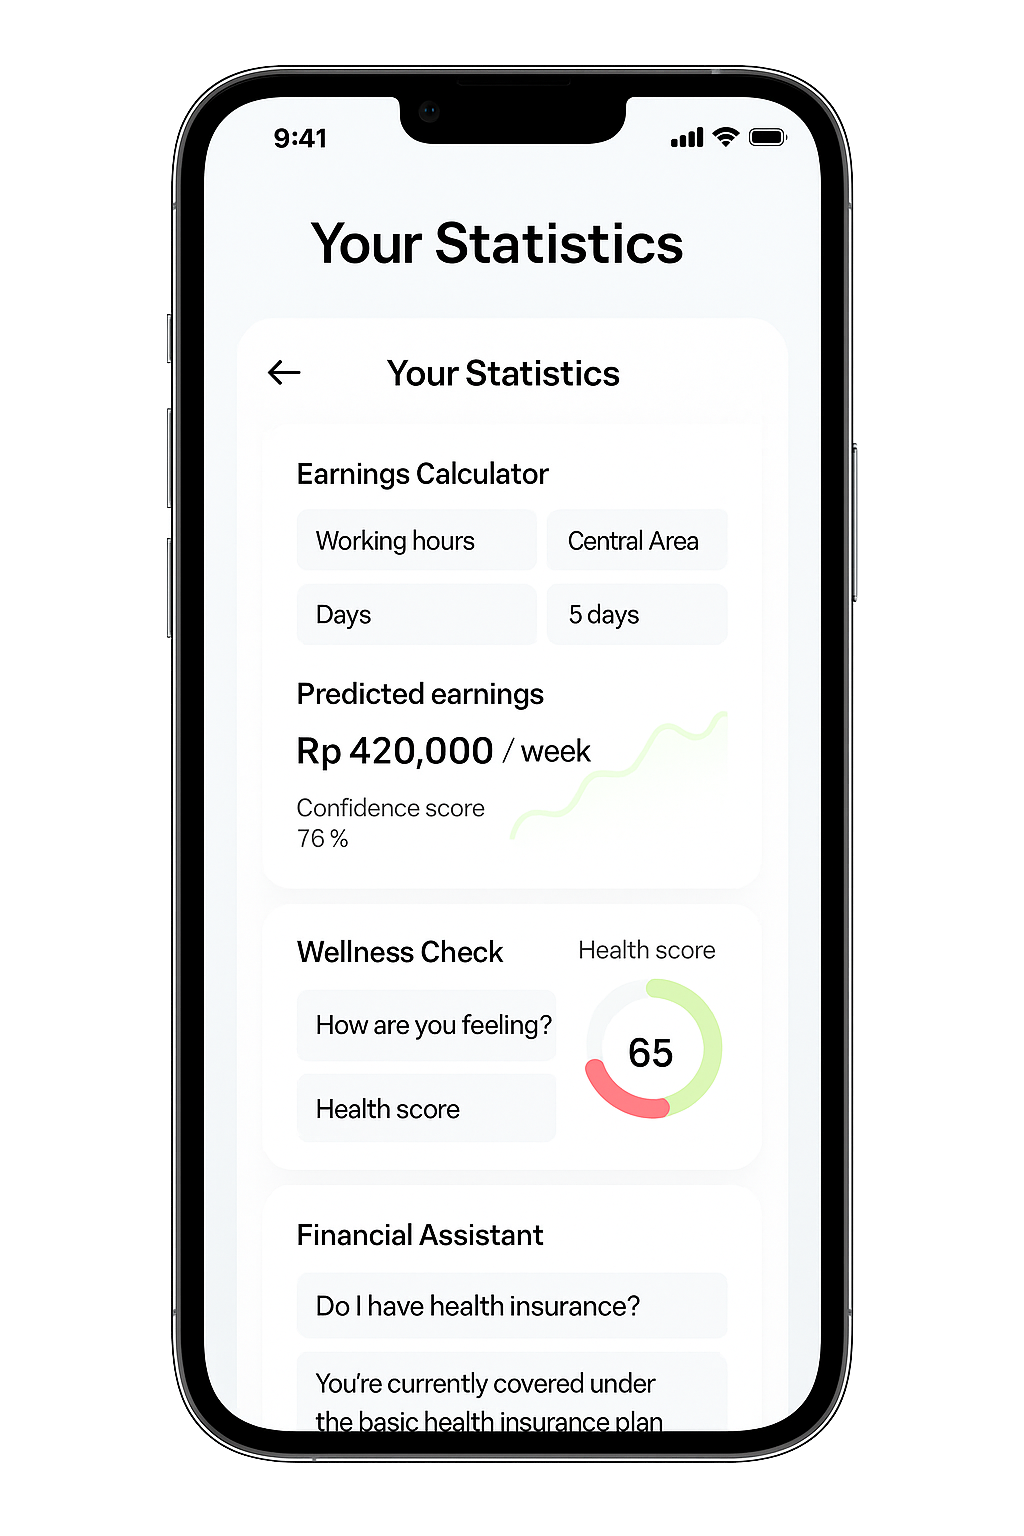 9:41
Your Statistics
Your Statistics
Earnings Calculator
Working hours
Central Area
Days
5 days
Predicted earnings
Rp 420,000 / week
Confidence score
76 %
Wellness Check
Health score
How are you feeling?
65
Health score
Financial Assistant
Do I have health insurance?
You're currently covered under
the basic health insurance plan